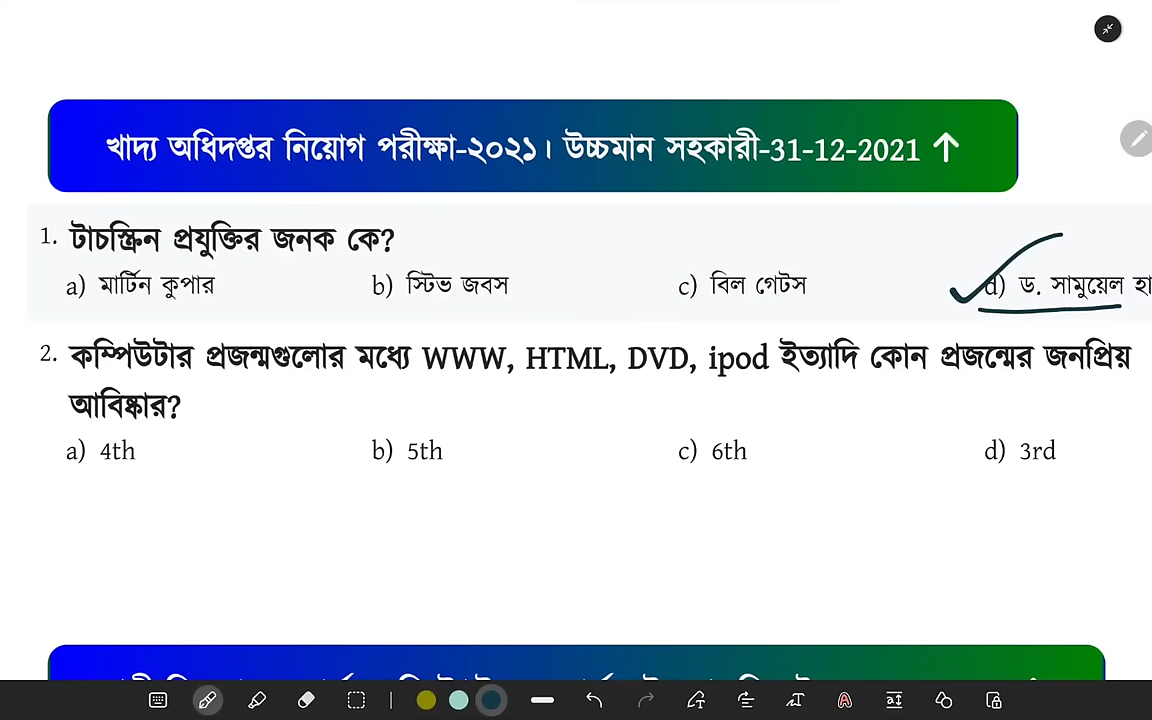 খাদ্য অধিদপ্তর নিয়োগ পরীক্ষা-২০২১। উচ্চমান সহকারী-31-12-2021 ↑
1. টাচস্ক্রিন প্রযুক্তির জনক কে?
a) মার্টিন কুপার b) স্টিভ জবস c) বিল গেটস d) ড. সামুয়েল
2. কম্পিউটার প্রজন্মগুলোর মধ্যে WWW, HTML, DVD, ipod ইত্যাদি কোন প্রজন্মের জনপ্রিয়
আবিষ্কার?
a) 4th b) 5th c) 6th d) 3rd